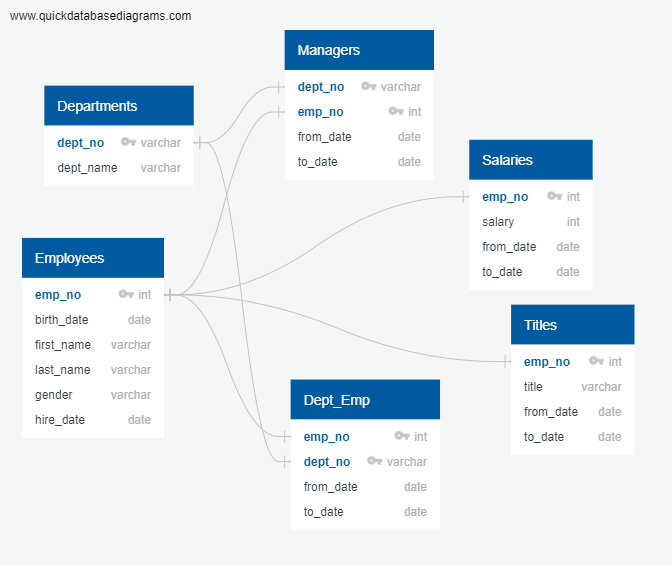 www.quickdatabasediagrams.com
Managers
dept_no varchar
emp_no int
from_date date
to_date date
Departments
dept_no varchar
dept_name varchar
Salaries
emp_no int
salary int
from_date date
to_date date
Employees
emp_no int
birth_date date
first_name varchar
last_name varchar
gender varchar
hire_date date
Titles
emp_no int
title varchar
from_date date
to_date date
Dept_Emp
emp_no int
dept_no varchar
from_date date
to_date date